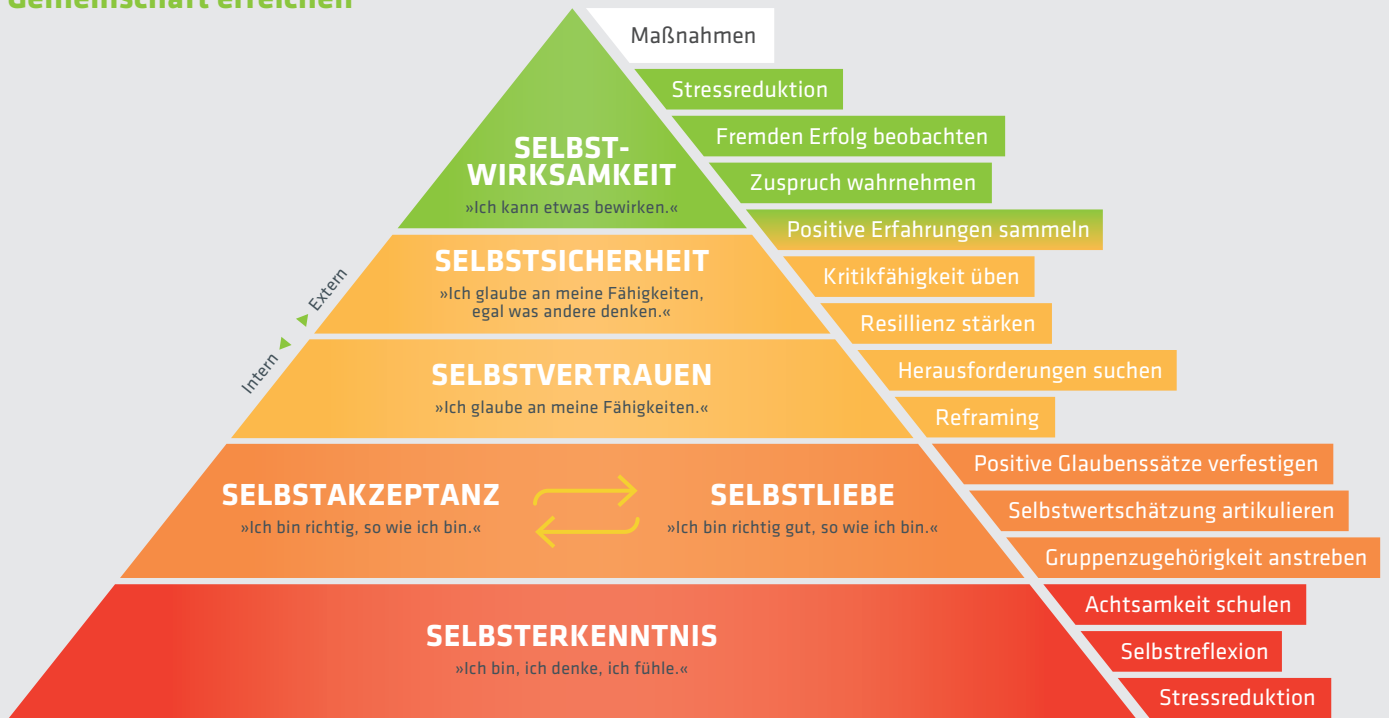 Gemeinschaft erreichen
Maßnahmen
Stressreduktion
Fremden Erfolg beobachten
Zuspruch wahrnehmen
Positive Erfahrungen sammeln
Kritikfähigkeit üben
Resillienz stärken
Herausforderungen suchen
Reframing
Positive Glaubenssätze verfestigen
Selbstwertschätzung artikulieren
Gruppenzugehörigkeit anstreben
Achtsamkeit schulen
Selbstreflexion
Stressreduktion
SELBST-
WIRKSAMKEIT
»Ich kann etwas bewirken.«
SELBSTSICHERHEIT
»Ich glaube an meine Fähigkeiten,
egal was andere denken.«
Extern
Intern
SELBSTVERTRAUEN
»Ich glaube an meine Fähigkeiten.«
SELBSTAKZEPTANZ
»Ich bin richtig, so wie ich bin.«
SELBSTLIEBE
»Ich bin richtig gut, so wie ich bin.«
SELBSTERKENNTNIS
»Ich bin, ich denke, ich fühle.«